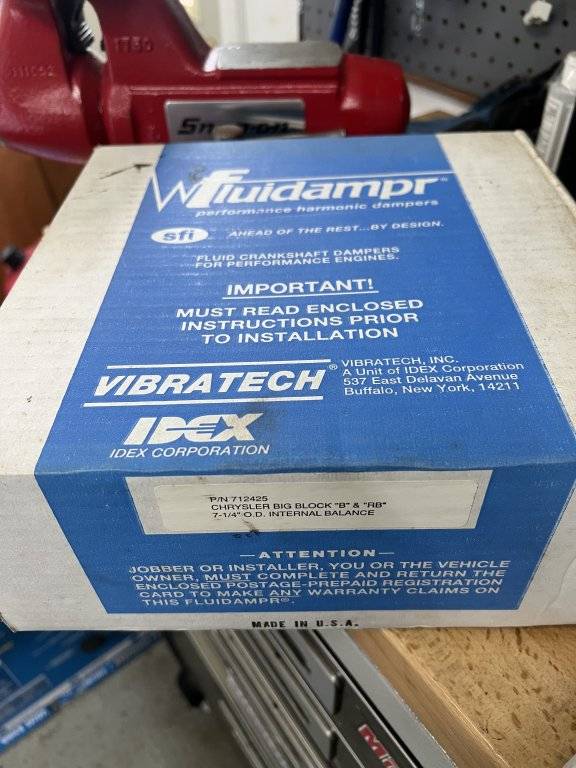 1730
Fluidampr®
performance harmonic dampers
sfi
AHEAD OF THE REST...BY DESIGN.
FLUID CRANKSHAFT DAMPERS
FOR PERFORMANCE ENGINES.
IMPORTANT!
MUST READ ENCLOSED
INSTRUCTIONS PRIOR
TO INSTALLATION
VIBRATECH®
VIBRATECH, INC.
A Unit of IDEX Corporation
537 East Delavan Avenue
Buffalo, New York, 14211
IDEX
IDEX CORPORATION
P/N 712425
CHRYSLER BIG BLOCK "B" & "RB"
7-1/4" O.D. INTERNAL BALANCE
—ATTENTION—
JOBBER OR INSTALLER, YOU OR THE VEHICLE
OWNER, MUST COMPLETE AND RETURN THE
ENCLOSED POSTAGE-PREPAID REGISTRATION
CARD TO MAKE ANY WARRANTY CLAIMS ON
THIS FLUIDAMPR®.
MADE IN U.S.A.